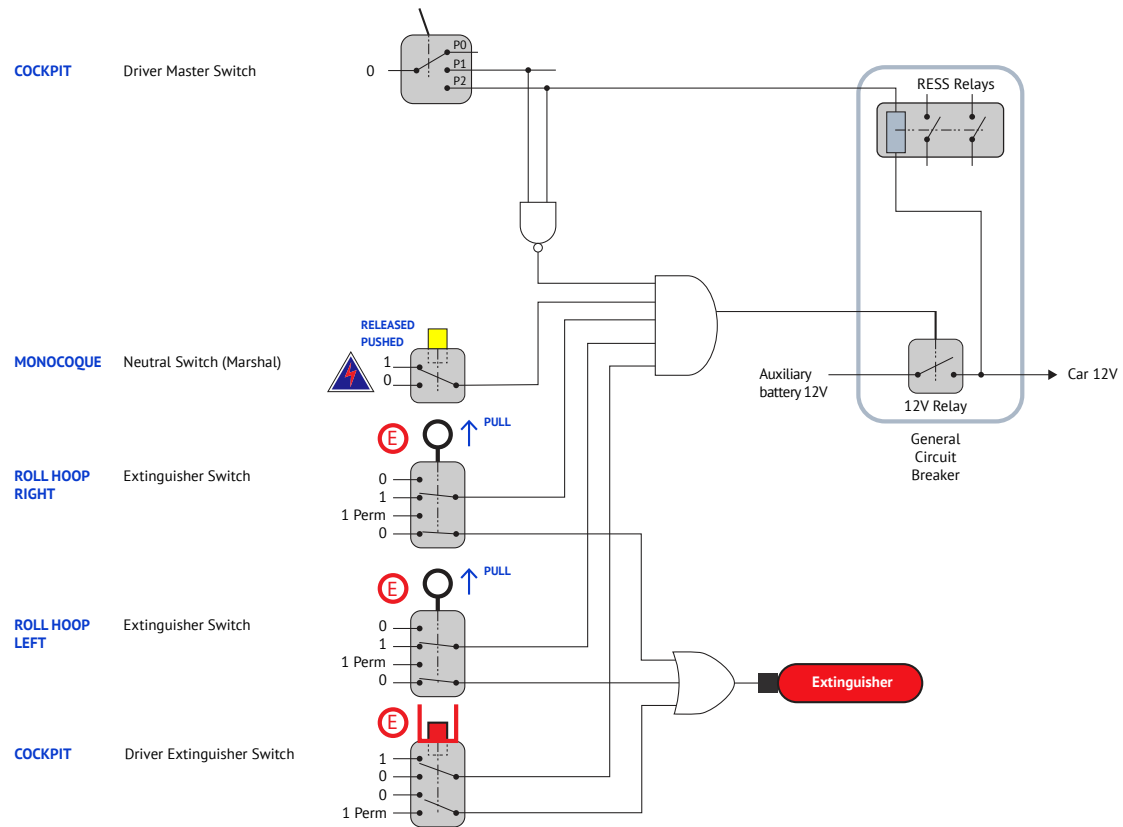 COCKPIT Driver Master Switch 0
P0
P1
P2
RESS Relays
RELEASED
PUSHED
MONOCOQUE Neutral Switch (Marshal)
1
0
Auxiliary
battery 12V
12V Relay
Car 12V
General
Circuit
Breaker
E PULL
ROLL HOOP
RIGHT
Extinguisher Switch
0
1
1 Perm
0
E PULL
ROLL HOOP
LEFT
Extinguisher Switch
0
1
1 Perm
0
Extinguisher
E
COCKPIT Driver Extinguisher Switch
1
0
0
1 Perm